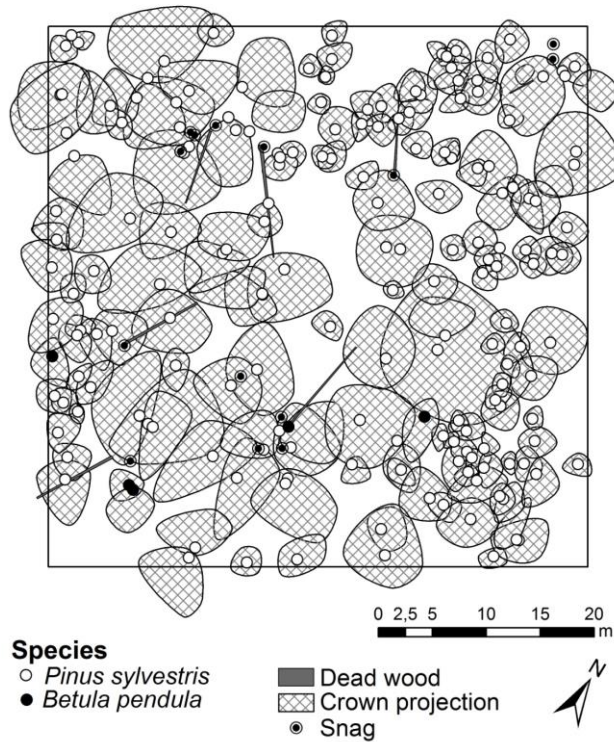 0 2,5 5 10 15 20
m
Species
Pinus sylvestris
Betula pendula
Dead wood
Crown projection
Snag
N